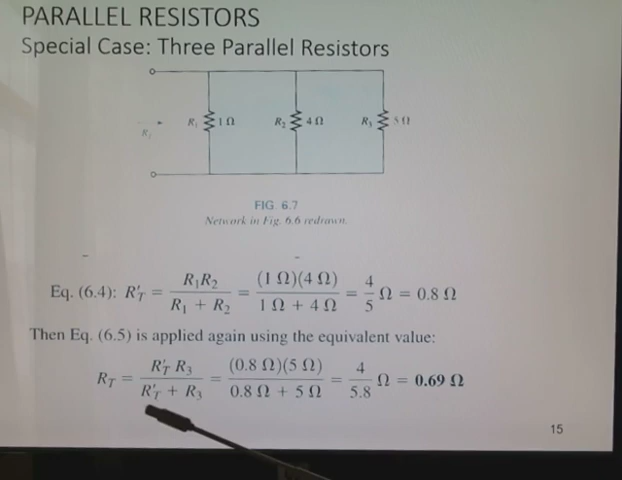 PARALLEL RESISTORS
Special Case: Three Parallel Resistors
R₁ 1 Ω R₂ 4 Ω R₃ 5 Ω
FIG. 6.7
Network in Fig. 6.6 redrawn.
Eq. (6.4): R′T = R₁R₂ / R₁ + R₂ = (1 Ω)(4 Ω) / 1 Ω + 4 Ω = 4/5 Ω = 0.8 Ω
Then Eq. (6.5) is applied again using the equivalent value:
RT = R′T R₃ / R′T + R₃ = (0.8 Ω)(5 Ω) / 0.8 Ω + 5 Ω = 4/5.8 Ω = 0.69 Ω
15